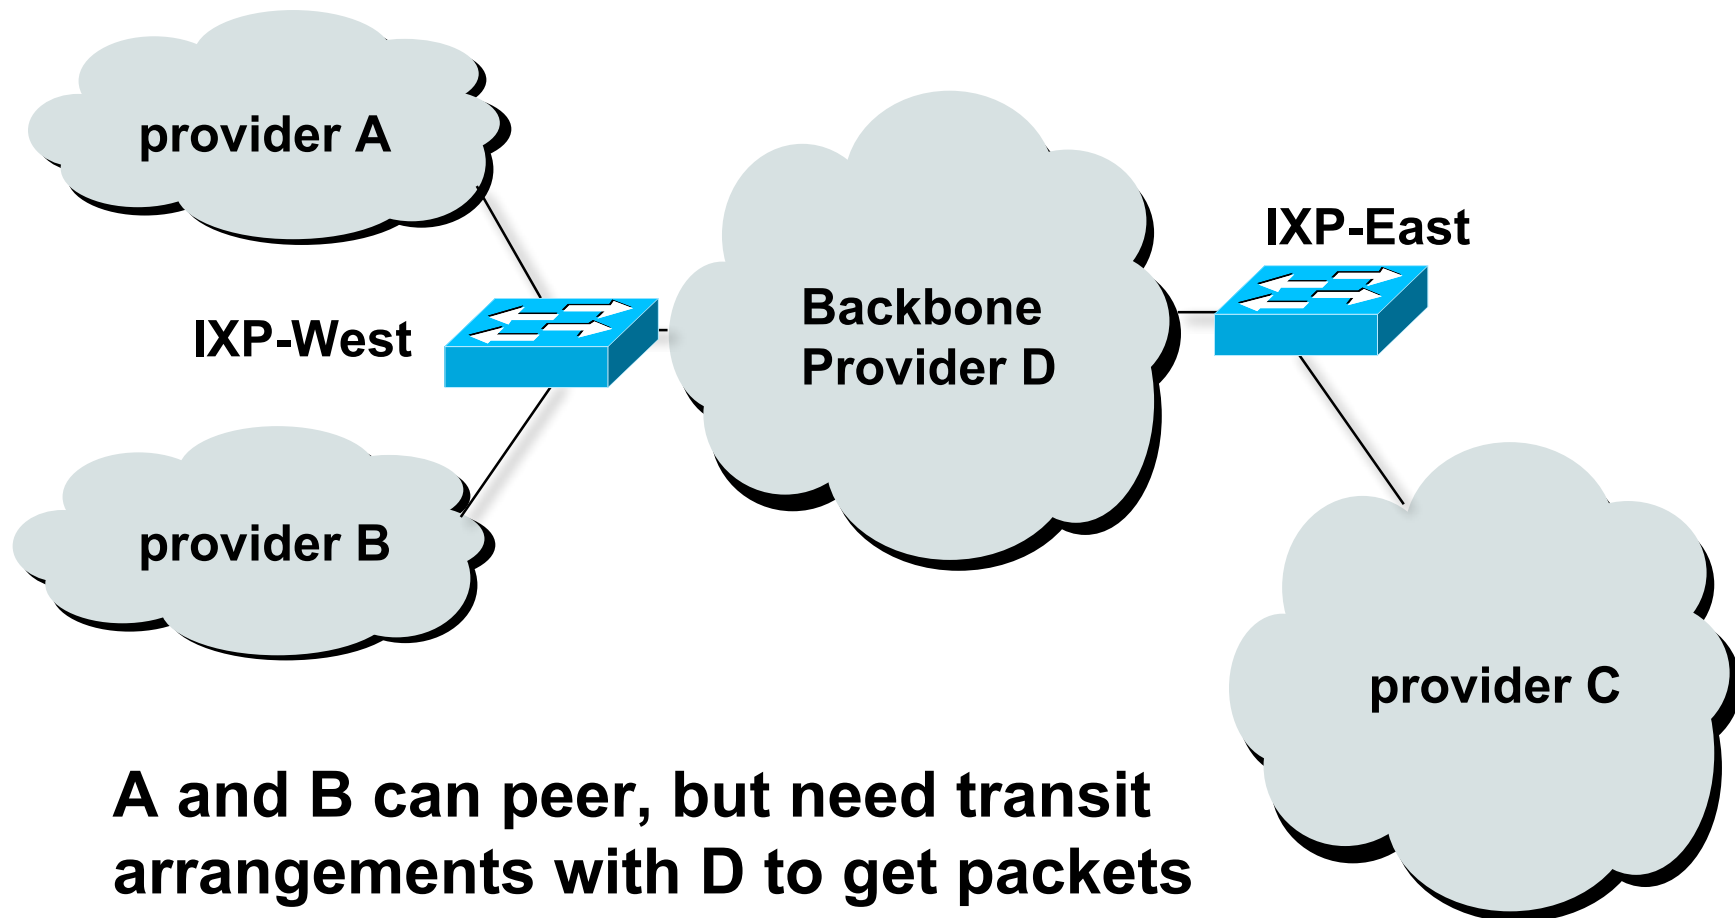 provider A
IXP-East
Backbone
Provider D
IXP-West
provider B
provider C
A and B can peer, but need transit
arrangements with D to get packets